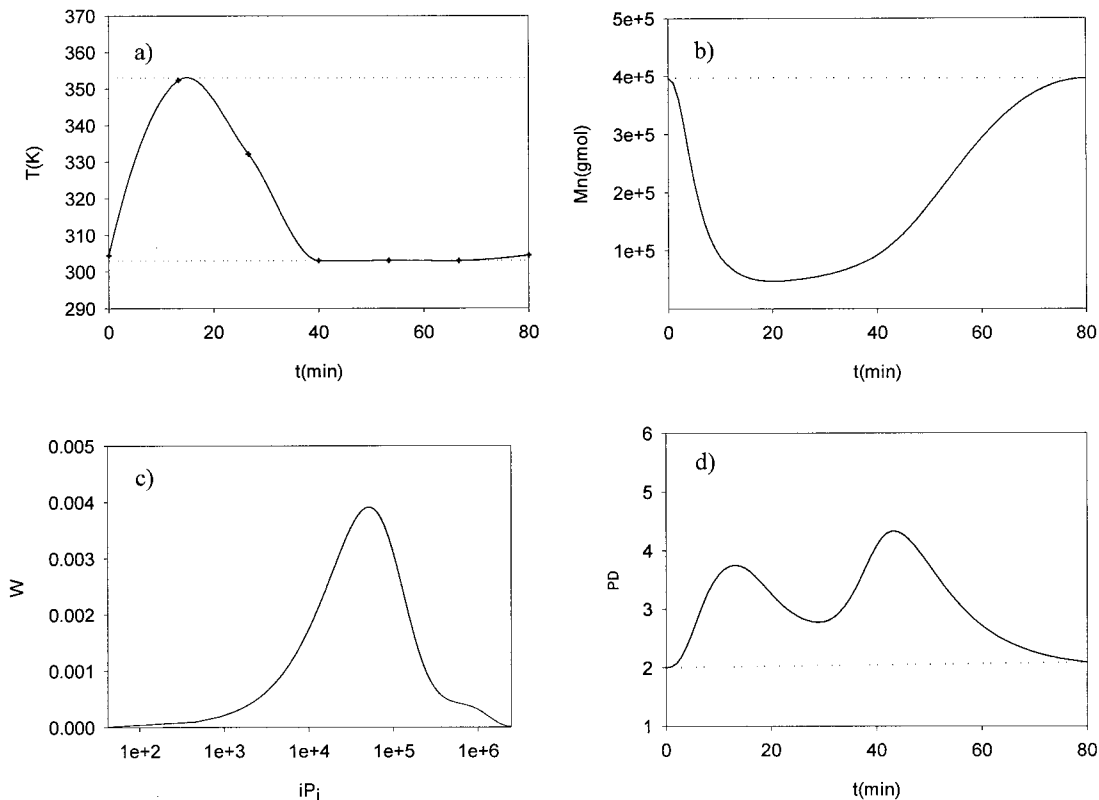 a)
370
360
350
340
330
320
310
300
290
T(K)
0 20 40 60 80
t(min)
b)
5e+5
4e+5
3e+5
2e+5
1e+5
Mn(gmol)
0 20 40 60 80
t(min)
c)
0.005
0.004
0.003
0.002
0.001
0.000
W
1e+2 1e+3 1e+4 1e+5 1e+6
iPi
d)
6
5
4
3
2
1
PD
0 20 40 60 80
t(min)